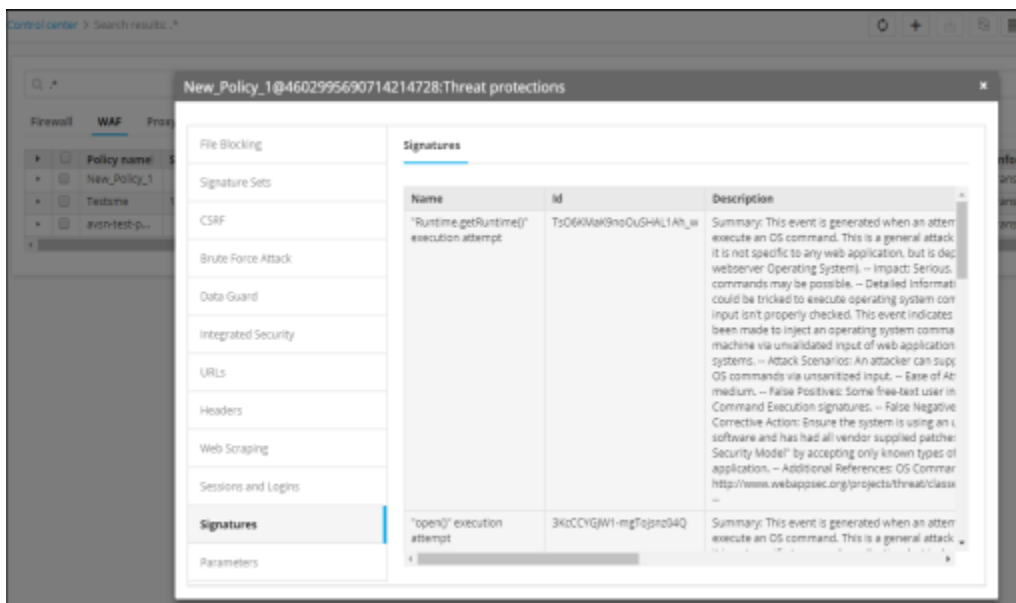 Control center > Search results: .*
.*
New_Policy_1@4602995690714214728:Threat protections
Firewall WAF Proxy
Policy name S
New_Policy_1
Testsme 1
avsn-test-p...
File Blocking
Signature Sets
CSRF
Brute Force Attack
Data Guard
Integrated Security
URLs
Headers
Web Scraping
Sessions and Logins
Signatures
Parameters
Signatures
Name Id Description
"Runtime.getRuntime()"
execution attempt
Summary: This event is generated when an attem
execute an OS command. This is a general attack
it is not specific to any web application, but is dep
webserver Operating System). -- Impact: Serious.
commands may be possible. -- Detailed Informati
could be tricked to execute operating system com
input isn't properly checked. This event indicates
been made to inject an operating system comma
machine via unvalidated input of web application
systems. -- Attack Scenarios: An attacker can supp
OS commands via unsanitized input. -- Ease of At
medium. -- False Positives: Some free-text user in
Command Execution signatures. -- False Negative
Corrective Action: Ensure the system is using an u
software and has had all vendor supplied patche
Security Model" by accepting only known types of
application. -- Additional References: OS Commar
http://www.webappsec.org/projects/threat/classe
--
"open()" execution
attempt
3KcCCYGJW1-mgTojsnz04Q
Summary: This event is generated when an attem
execute an OS command. This is a general attack